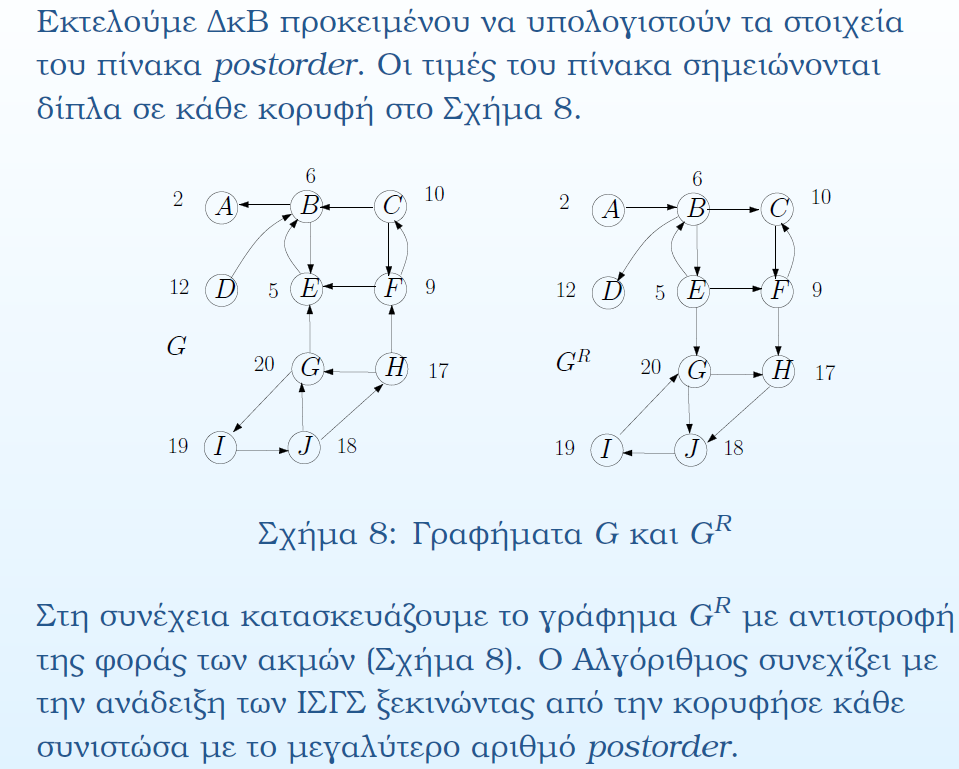 Εκτελούμε ΔκΒ προκειμένου να υπολογιστούν τα στοιχεία
του πίνακα postorder. Οι τιμές του πίνακα σημειώνονται
δίπλα σε κάθε κορυφή στο Σχήμα 8.
6 6
2 A B C 10 2 A B C 10
12 D 5 E F 9 12 D 5 E F 9
G 20 G H 17 G^R 20 G H 17
19 I J 18 19 I J 18
Σχήμα 8: Γραφήματα G και G^R
Στη συνέχεια κατασκευάζουμε το γράφημα G^R με αντιστροφή
της φοράς των ακμών (Σχήμα 8). Ο Αλγόριθμος συνεχίζει με
την ανάδειξη των ΙΣΓΣ ξεκινώντας από την κορυφήσε κάθε
συνιστώσα με το μεγαλύτερο αριθμό postorder.